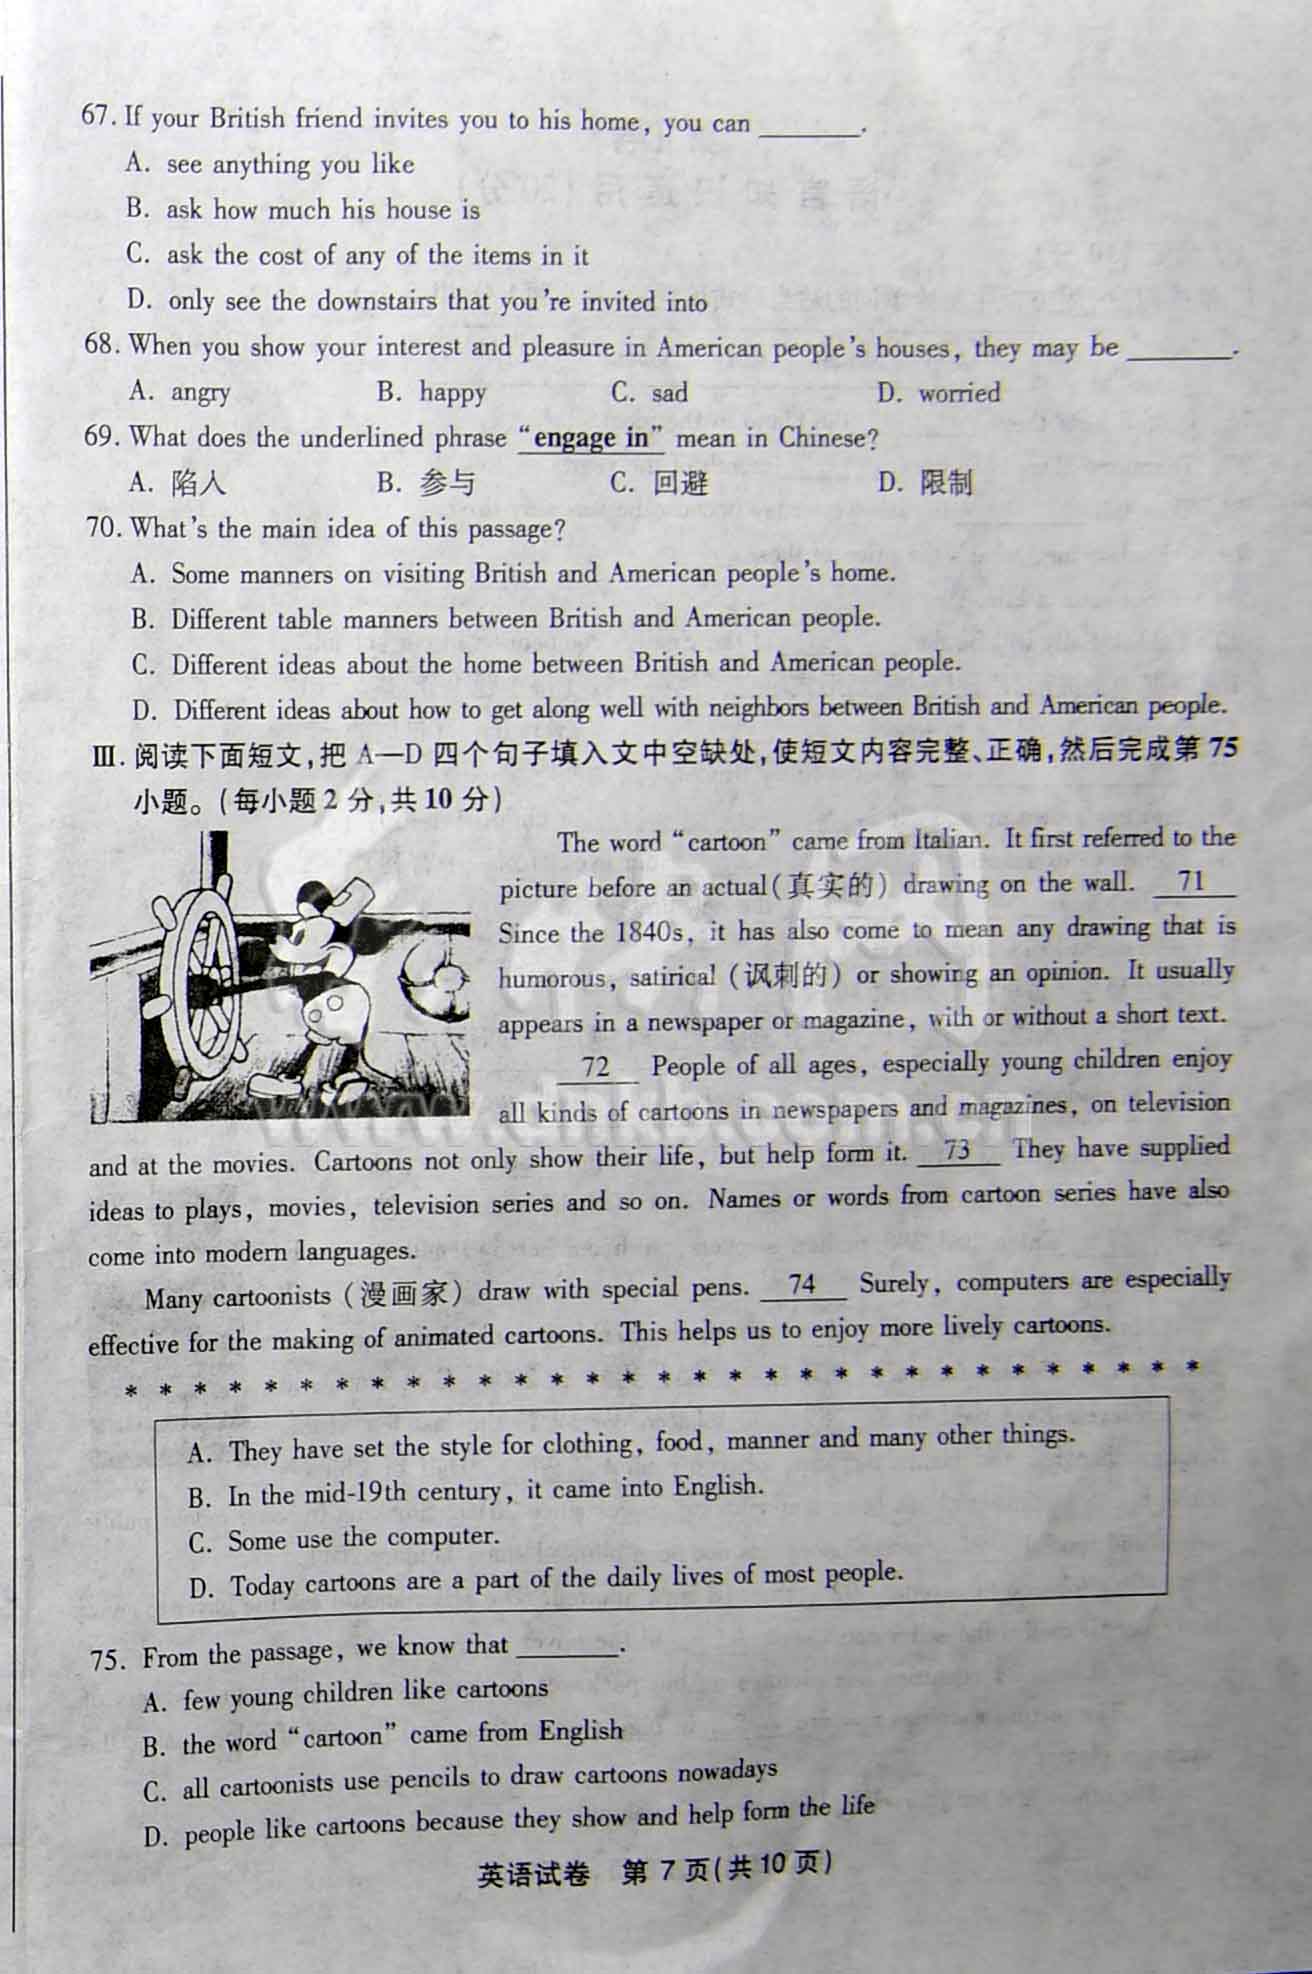 67. If your British friend invites you to his home, you can ________.
A. see anything you like
B. ask how much his house is
C. ask the cost of any of the items in it
D. only see the downstairs that you're invited into
68. When you show your interest and pleasure in American people's houses, they may be ________.
A. angry B. happy C. sad D. worried
69. What does the underlined phrase “engage in” mean in Chinese?
A. 陷入 B. 参与 C. 回避 D. 限制
70. What's the main idea of this passage?
A. Some manners on visiting British and American people's home.
B. Different table manners between British and American people.
C. Different ideas about the home between British and American people.
D. Different ideas about how to get along well with neighbors between British and American people.
Ⅲ. 阅读下面短文,把 A—D 四个句子填入文中空缺处,使短文内容完整、正确,然后完成第 75
小题。(每小题 2 分,共 10 分)
The word “cartoon” came from Italian. It first referred to the
picture before an actual(真实的) drawing on the wall. 71
Since the 1840s, it has also come to mean any drawing that is
humorous, satirical (讽刺的) or showing an opinion. It usually
appears in a newspaper or magazine, with or without a short text.
72 People of all ages, especially young children enjoy
all kinds of cartoons in newspapers and magazines, on television
and at the movies. Cartoons not only show their life, but help form it. 73 They have supplied
ideas to plays, movies, television series and so on. Names or words from cartoon series have also
come into modern languages.
Many cartoonists (漫画家) draw with special pens. 74 Surely, computers are especially
effective for the making of animated cartoons. This helps us to enjoy more lively cartoons.
* * * * * * * * * * * * * * * * * * * * * * * * * * * * * * *
A. They have set the style for clothing, food, manner and many other things.
B. In the mid-19th century, it came into English.
C. Some use the computer.
D. Today cartoons are a part of the daily lives of most people.
75. From the passage, we know that ________.
A. few young children like cartoons
B. the word “cartoon” came from English
C. all cartoonists use pencils to draw cartoons nowadays
D. people like cartoons because they show and help form the life
英语试卷 第 7 页(共 10 页)